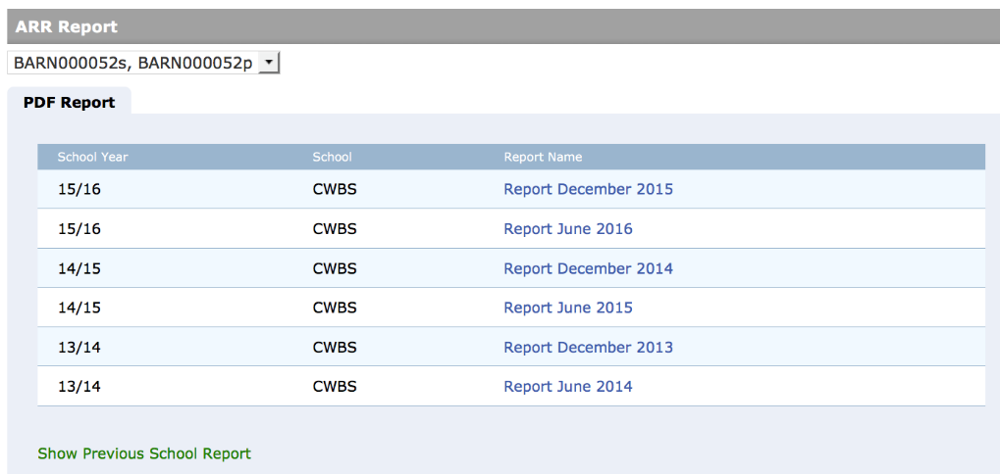 ARR Report
BARN000052s, BARN000052p
PDF Report
School Year School Report Name
15/16 CWBS Report December 2015
15/16 CWBS Report June 2016
14/15 CWBS Report December 2014
14/15 CWBS Report June 2015
13/14 CWBS Report December 2013
13/14 CWBS Report June 2014
Show Previous School Report